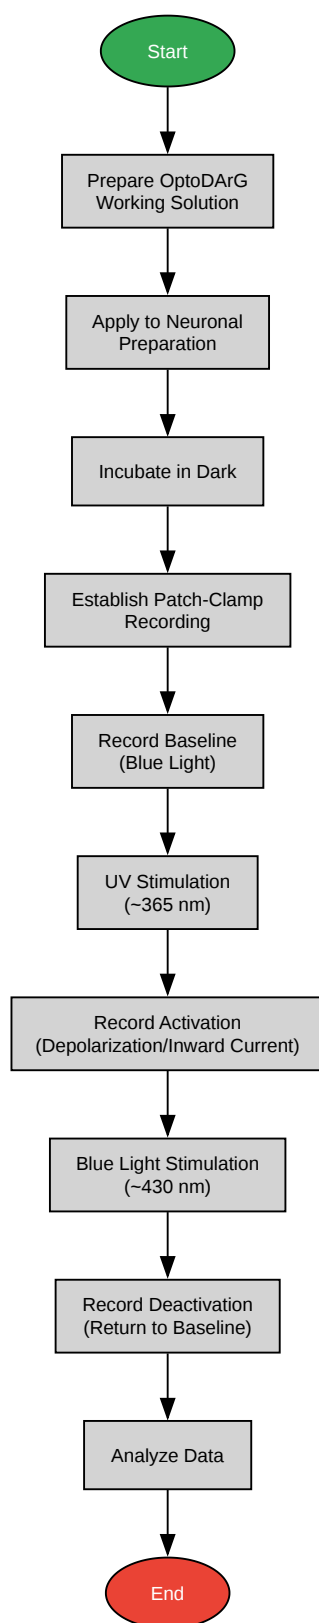 Start
Prepare OptoDArG
Working Solution
Apply to Neuronal
Preparation
Incubate in Dark
Establish Patch-Clamp
Recording
Record Baseline
(Blue Light)
UV Stimulation
(~365 nm)
Record Activation
(Depolarization/Inward Current)
Blue Light Stimulation
(~430 nm)
Record Deactivation
(Return to Baseline)
Analyze Data
End